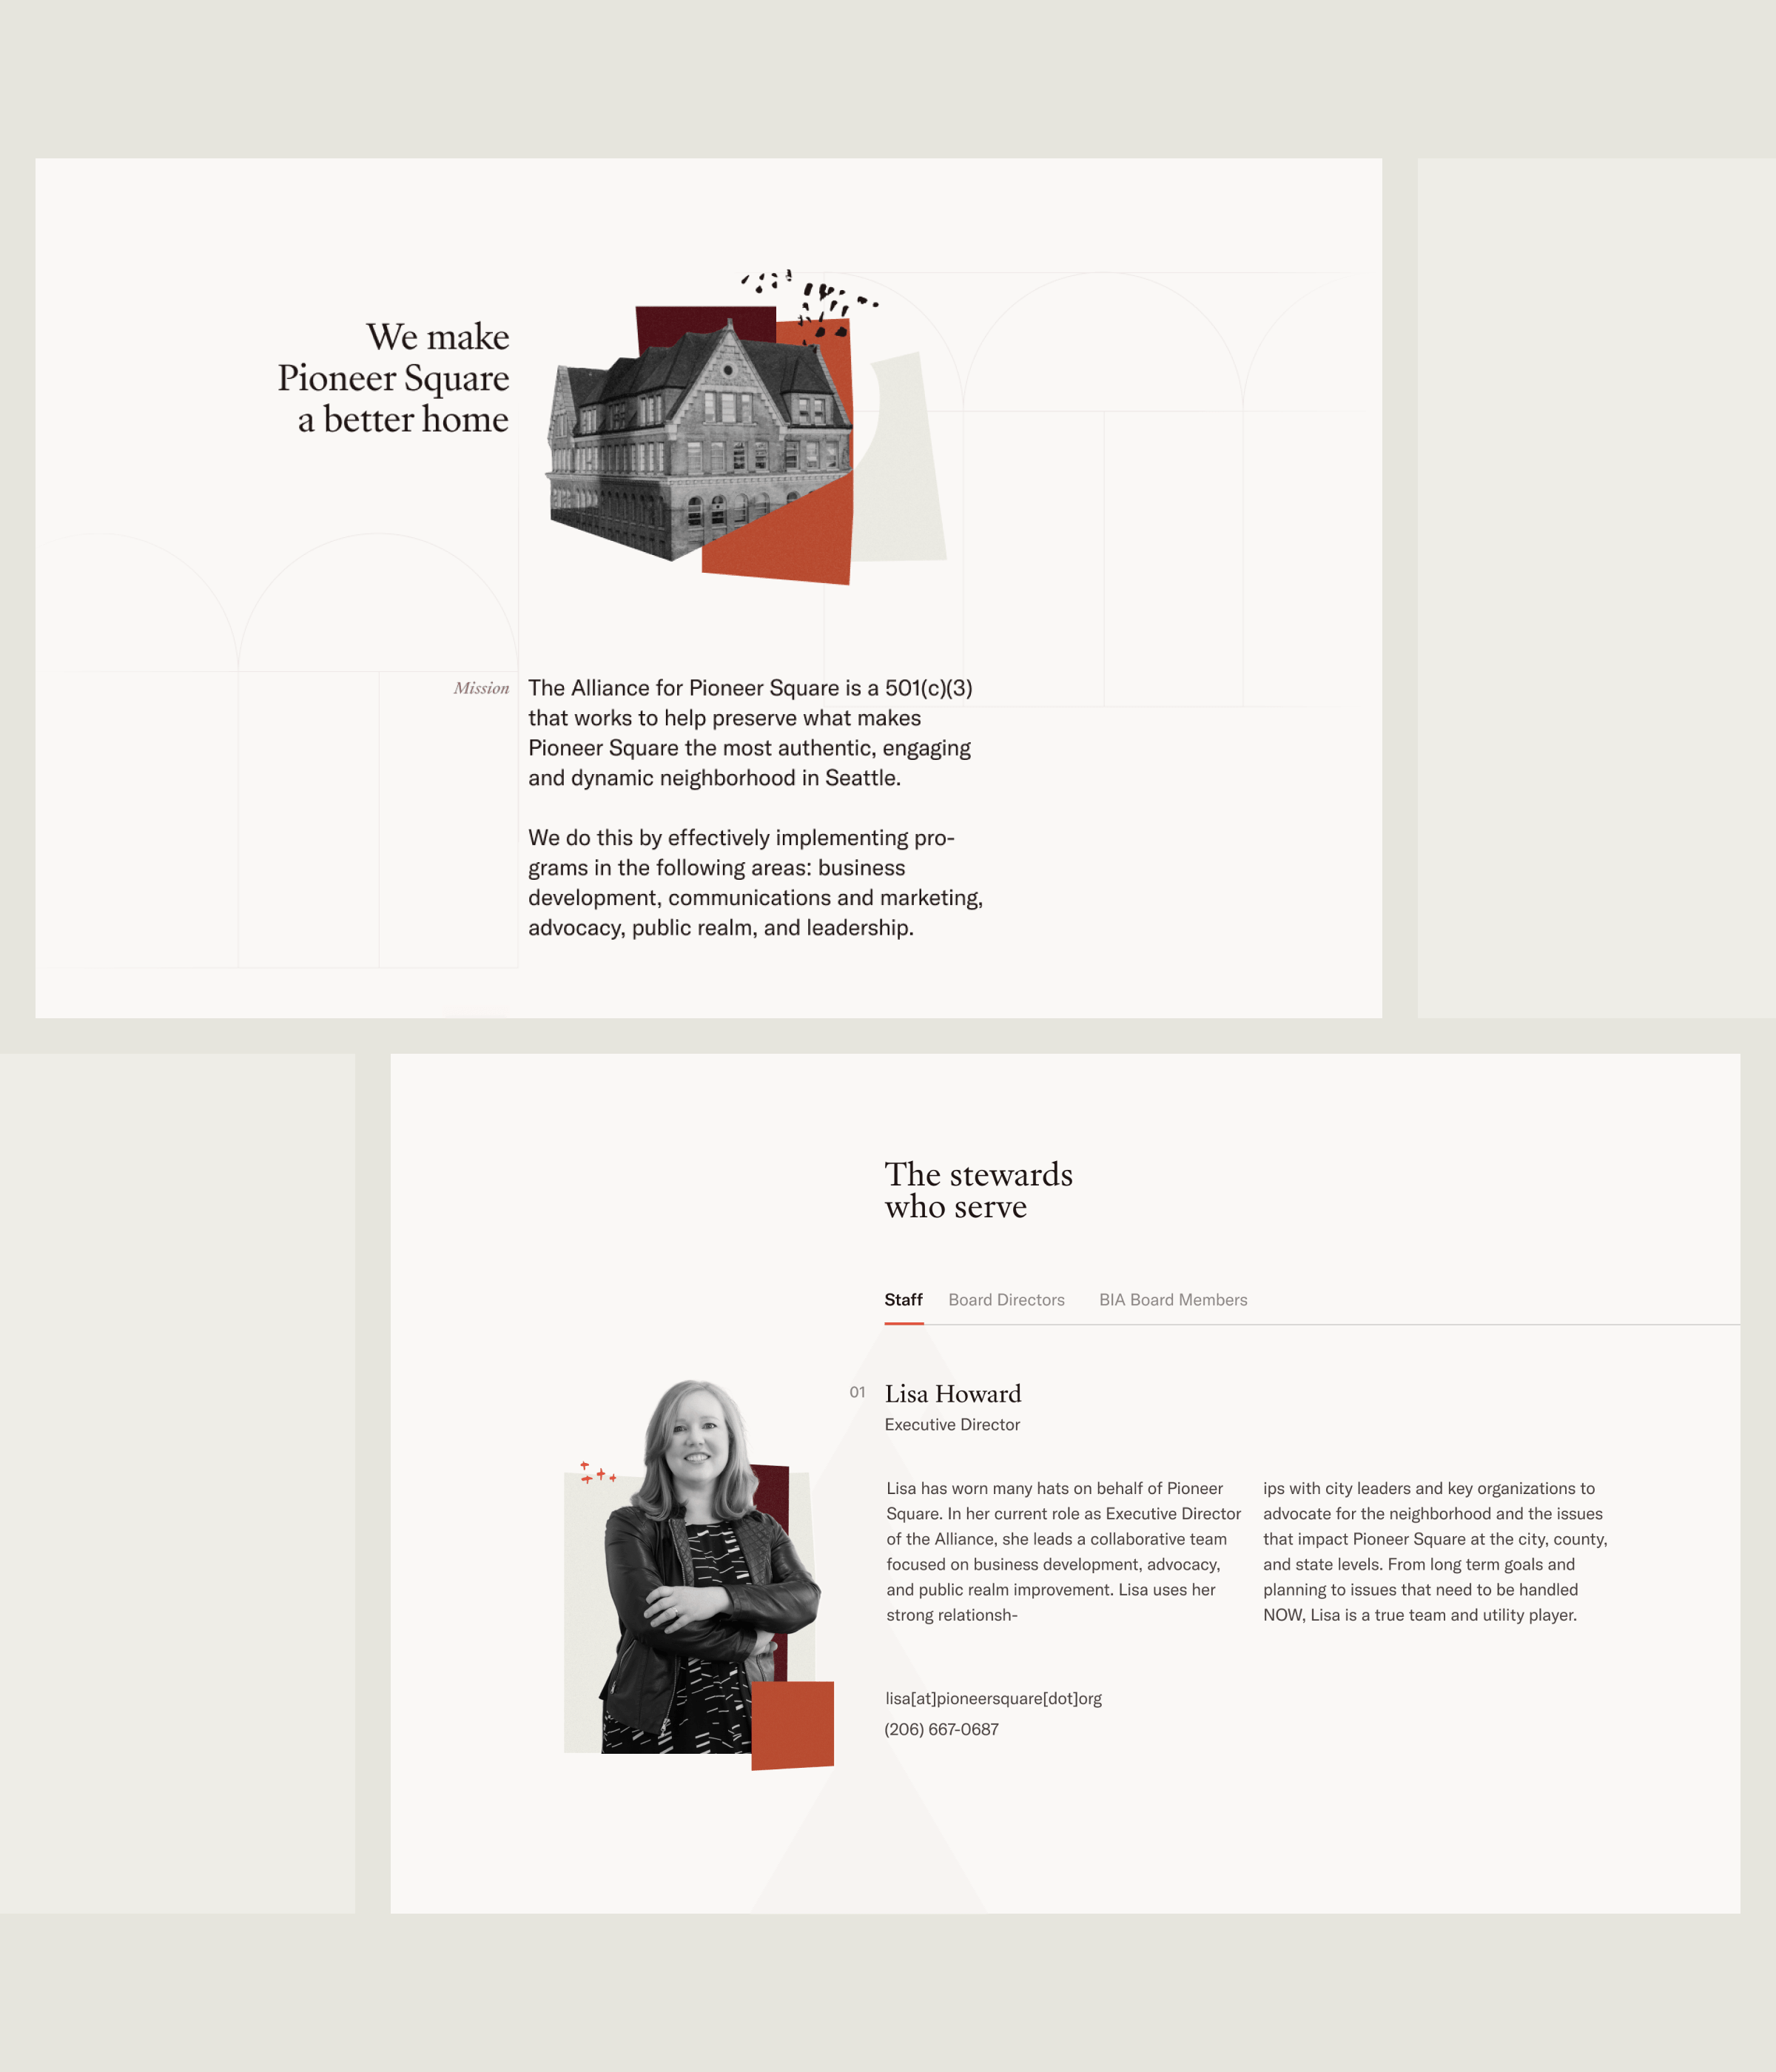 We make
Pioneer Square
a better home
Mission
The Alliance for Pioneer Square is a 501(c)(3)
that works to help preserve what makes
Pioneer Square the most authentic, engaging
and dynamic neighborhood in Seattle.
We do this by effectively implementing pro-
grams in the following areas: business
development, communications and marketing,
advocacy, public realm, and leadership.
The stewards
who serve
Staff Board Directors BIA Board Members
01 Lisa Howard
Executive Director
Lisa has worn many hats on behalf of Pioneer
Square. In her current role as Executive Director
of the Alliance, she leads a collaborative team
focused on business development, advocacy,
and public realm improvement. Lisa uses her
strong relationsh-
ips with city leaders and key organizations to
advocate for the neighborhood and the issues
that impact Pioneer Square at the city, county,
and state levels. From long term goals and
planning to issues that need to be handled
NOW, Lisa is a true team and utility player.
lisa[at]pioneersquare[dot]org
(206) 667-0687